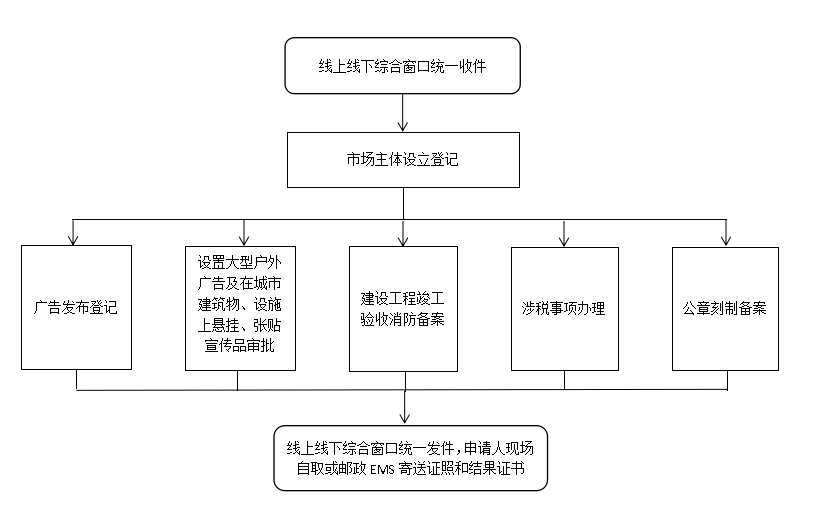 线上线下综合窗口统一收件
市场主体设立登记
广告发布登记
设置大型户外
广告及在城市
建筑物、设施
上悬挂、张贴
宣传品审批
建设工程竣工
验收消防备案
涉税事项办理
公章刻制备案
线上线下综合窗口统一发件，申请人现场
自取或邮政 EMS 寄送证照和结果证书